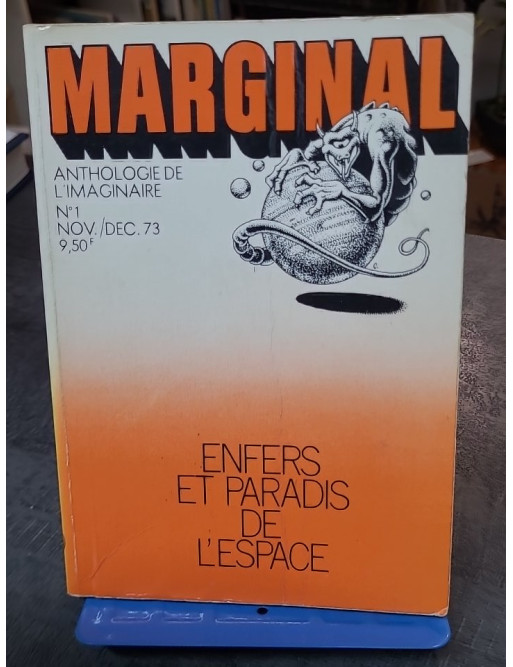 MARGINAL
ANTHOLOGIE DE
L'IMAGINAIRE
N°1
NOV./DEC. 73
9,50F
ENFERS
ET PARADIS
DE
L'ESPACE